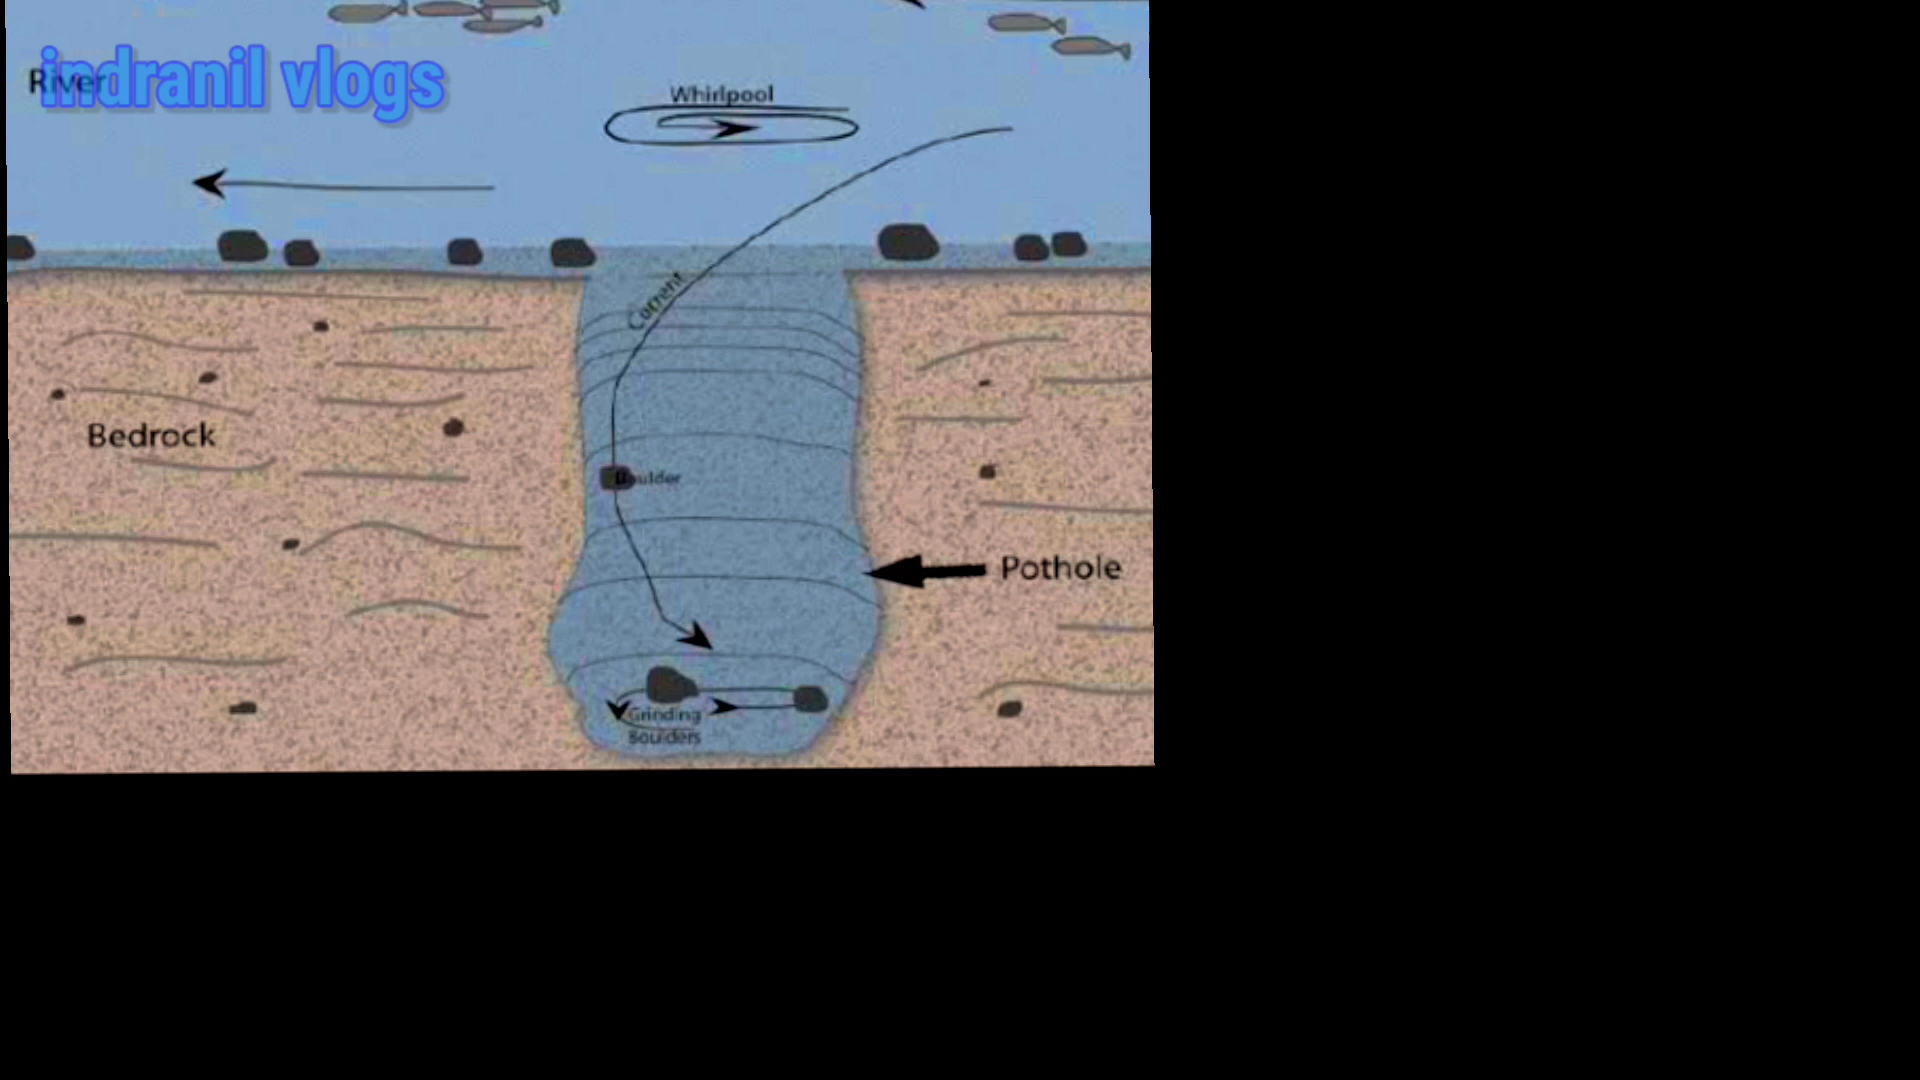 River
indranil vlogs
Whirlpool
Current
Bedrock
Boulder
Pothole
Grinding
Boulders